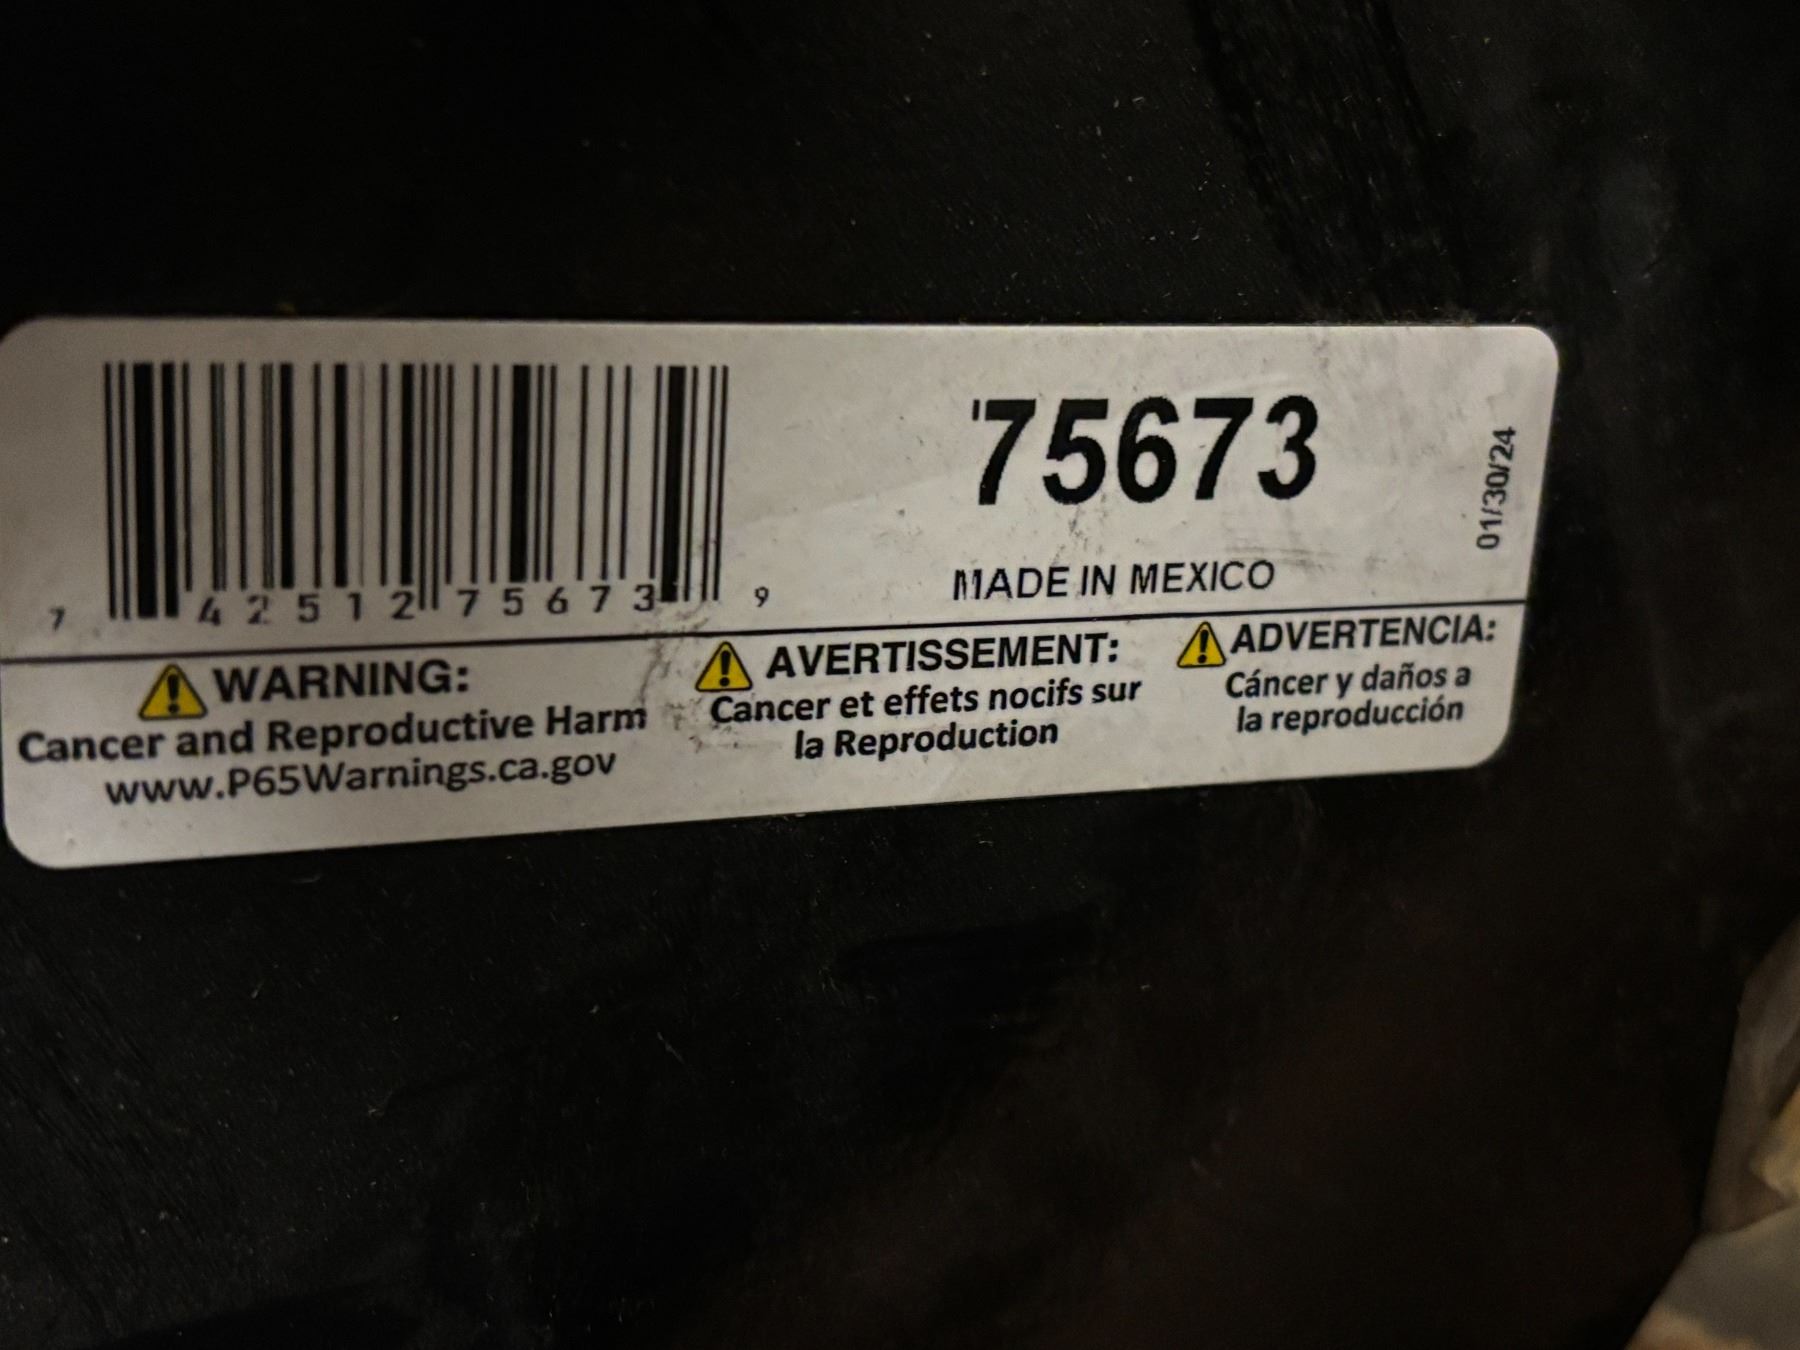 75673
01/30/24
MADE IN MEXICO
7 42512 75673 9
WARNING:
Cancer and Reproductive Harm
www.P65Warnings.ca.gov
AVERTISSEMENT:
Cancer et effets nocifs sur
la Reproduction
ADVERTENCIA:
Cáncer y daños a
la reproducción